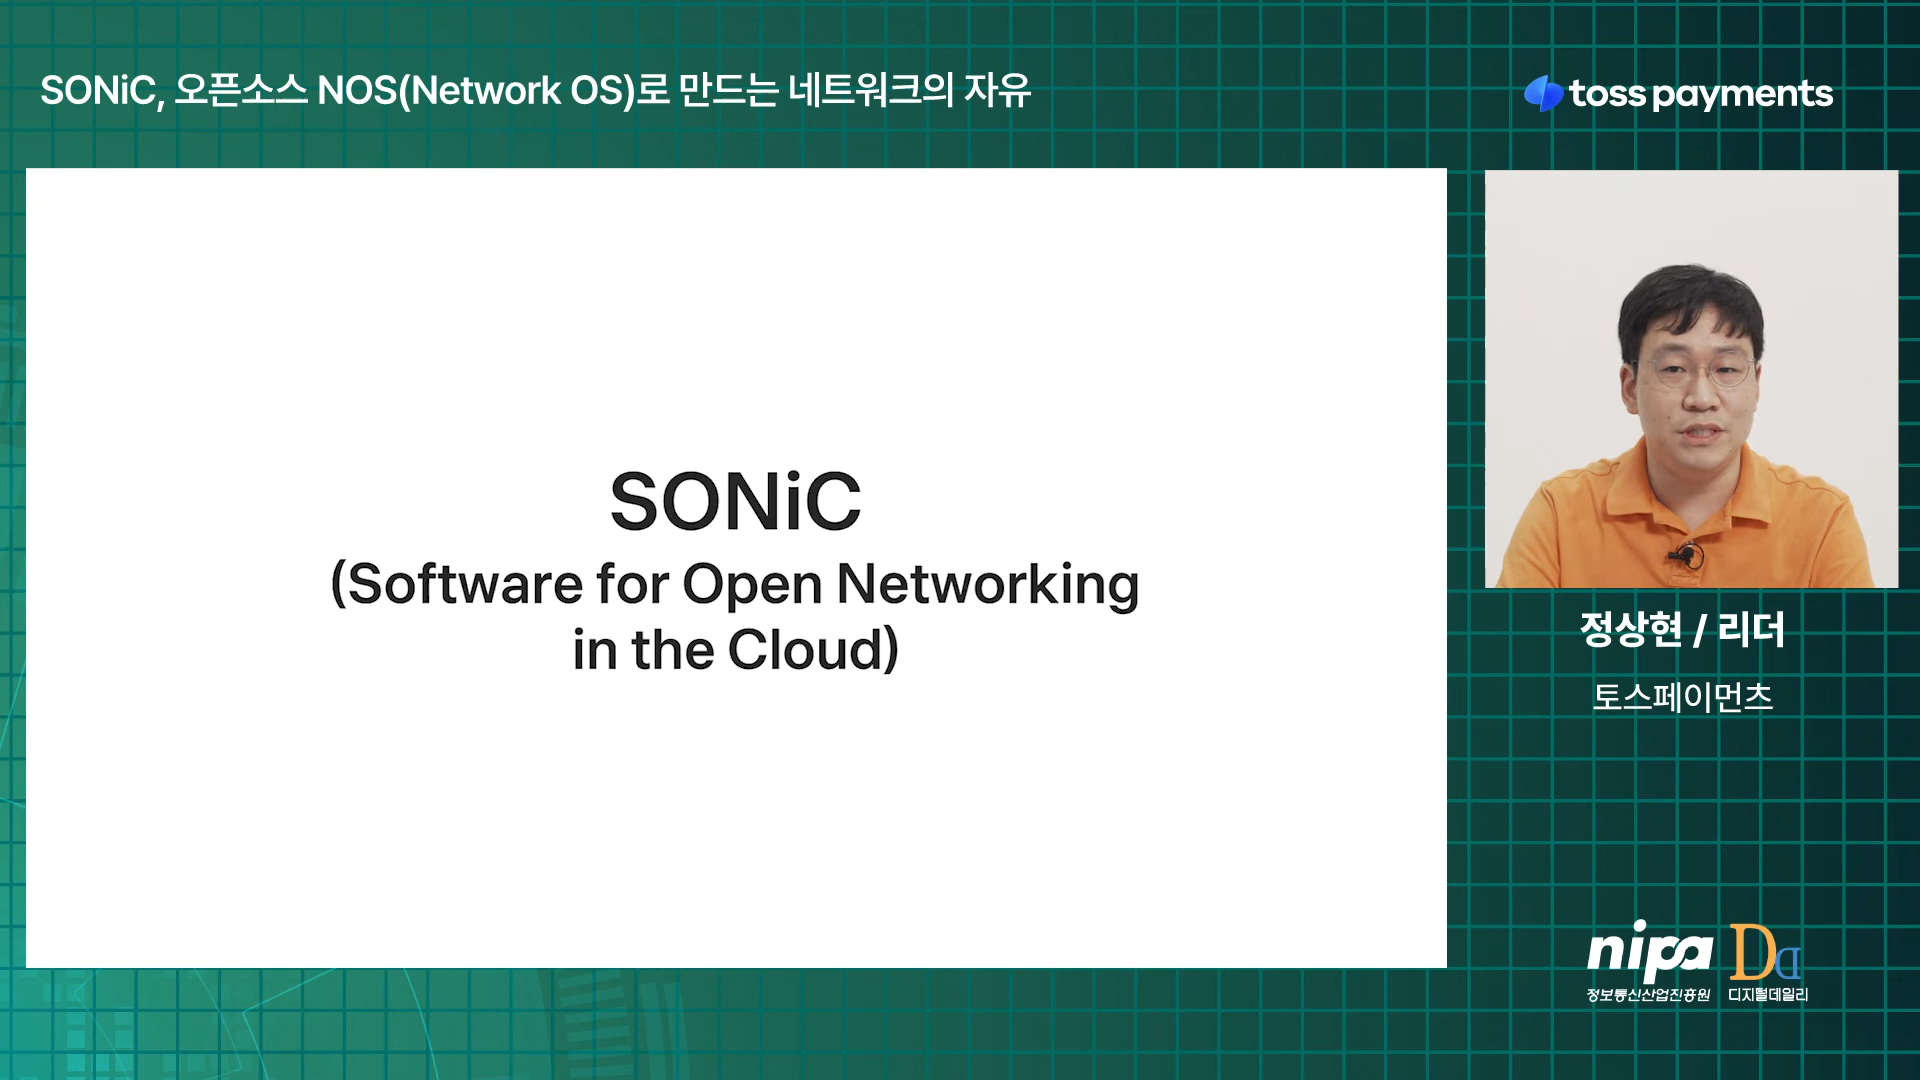 SONiC, 오픈소스 NOS(Network OS)로 만드는 네트워크의 자유
toss payments
SONiC
(Software for Open Networking
in the Cloud)
정상현 / 리더
토스페이먼츠
nipa
정보통신산업진흥원
Dd
디지털데일리